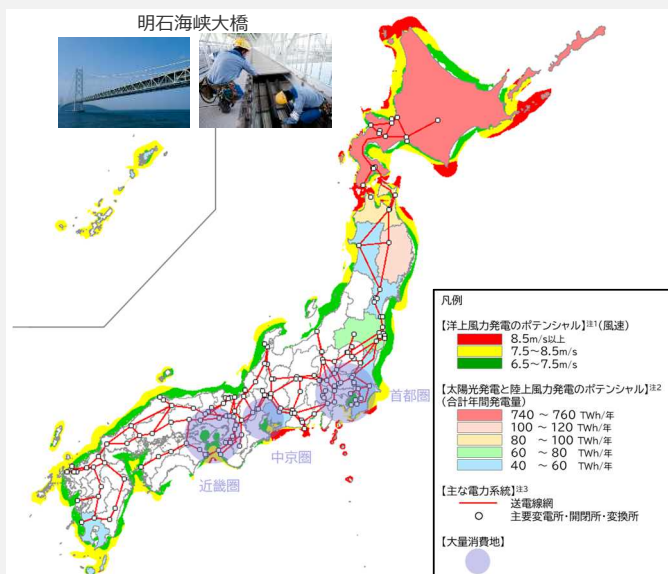 明石海峡大橋
首都圏
中京圏
近畿圏
凡例
【洋上風力発電のポテンシャル】注1(風速)
8.5m/s以上
7.5~8.5m/s
6.5~7.5m/s
【太陽光発電と陸上風力発電のポテンシャル】注2
(合計年間発電量)
740 ~ 760 TWh/年
100 ~ 120 TWh/年
80 ~ 100 TWh/年
60 ~ 80 TWh/年
40 ~ 60 TWh/年
【主な電力系統】注3
送電線網
主要変電所・開閉所・変換所
【大量消費地】